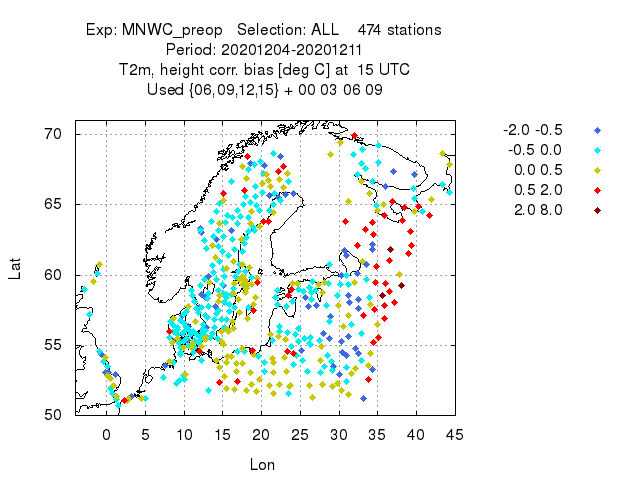 Exp: MNWC_preop Selection: ALL 474 stations
Period: 20201204-20201211
T2m, height corr. bias [deg C] at 15 UTC
Used {06,09,12,15} + 00 03 06 09
-2.0 -0.5
-0.5 0.0
0.0 0.5
0.5 2.0
2.0 8.0
70
65
60
55
50
Lat
0 5 10 15 20 25 30 35 40 45
Lon